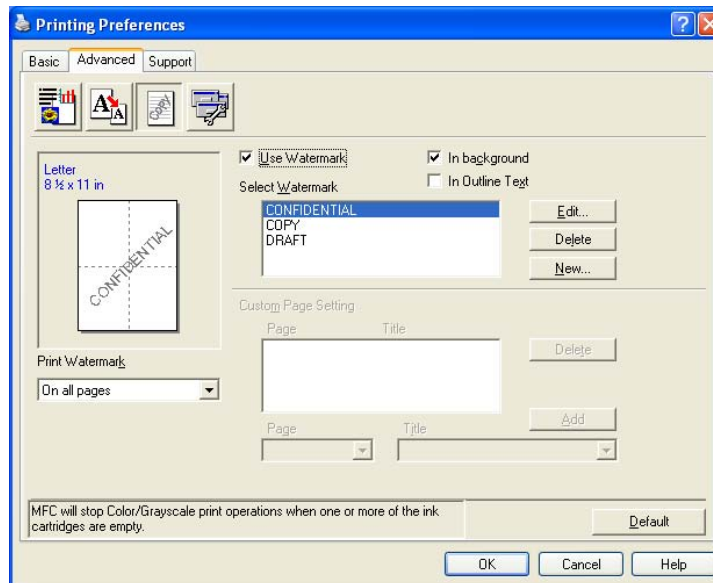 Printing Preferences
Basic Advanced Support
COPY
Letter
8 ½ x 11 in
CONFIDENTIAL
Print Watermark
On all pages
Use Watermark
In background
In Outline Text
Select Watermark
CONFIDENTIAL
COPY
DRAFT
Edit...
Delete
New...
Custom Page Setting
Page Title
Delete
Add
Page Title
MFC will stop Color/Grayscale print operations when one or more of the ink
cartridges are empty.
Default
OK Cancel Help